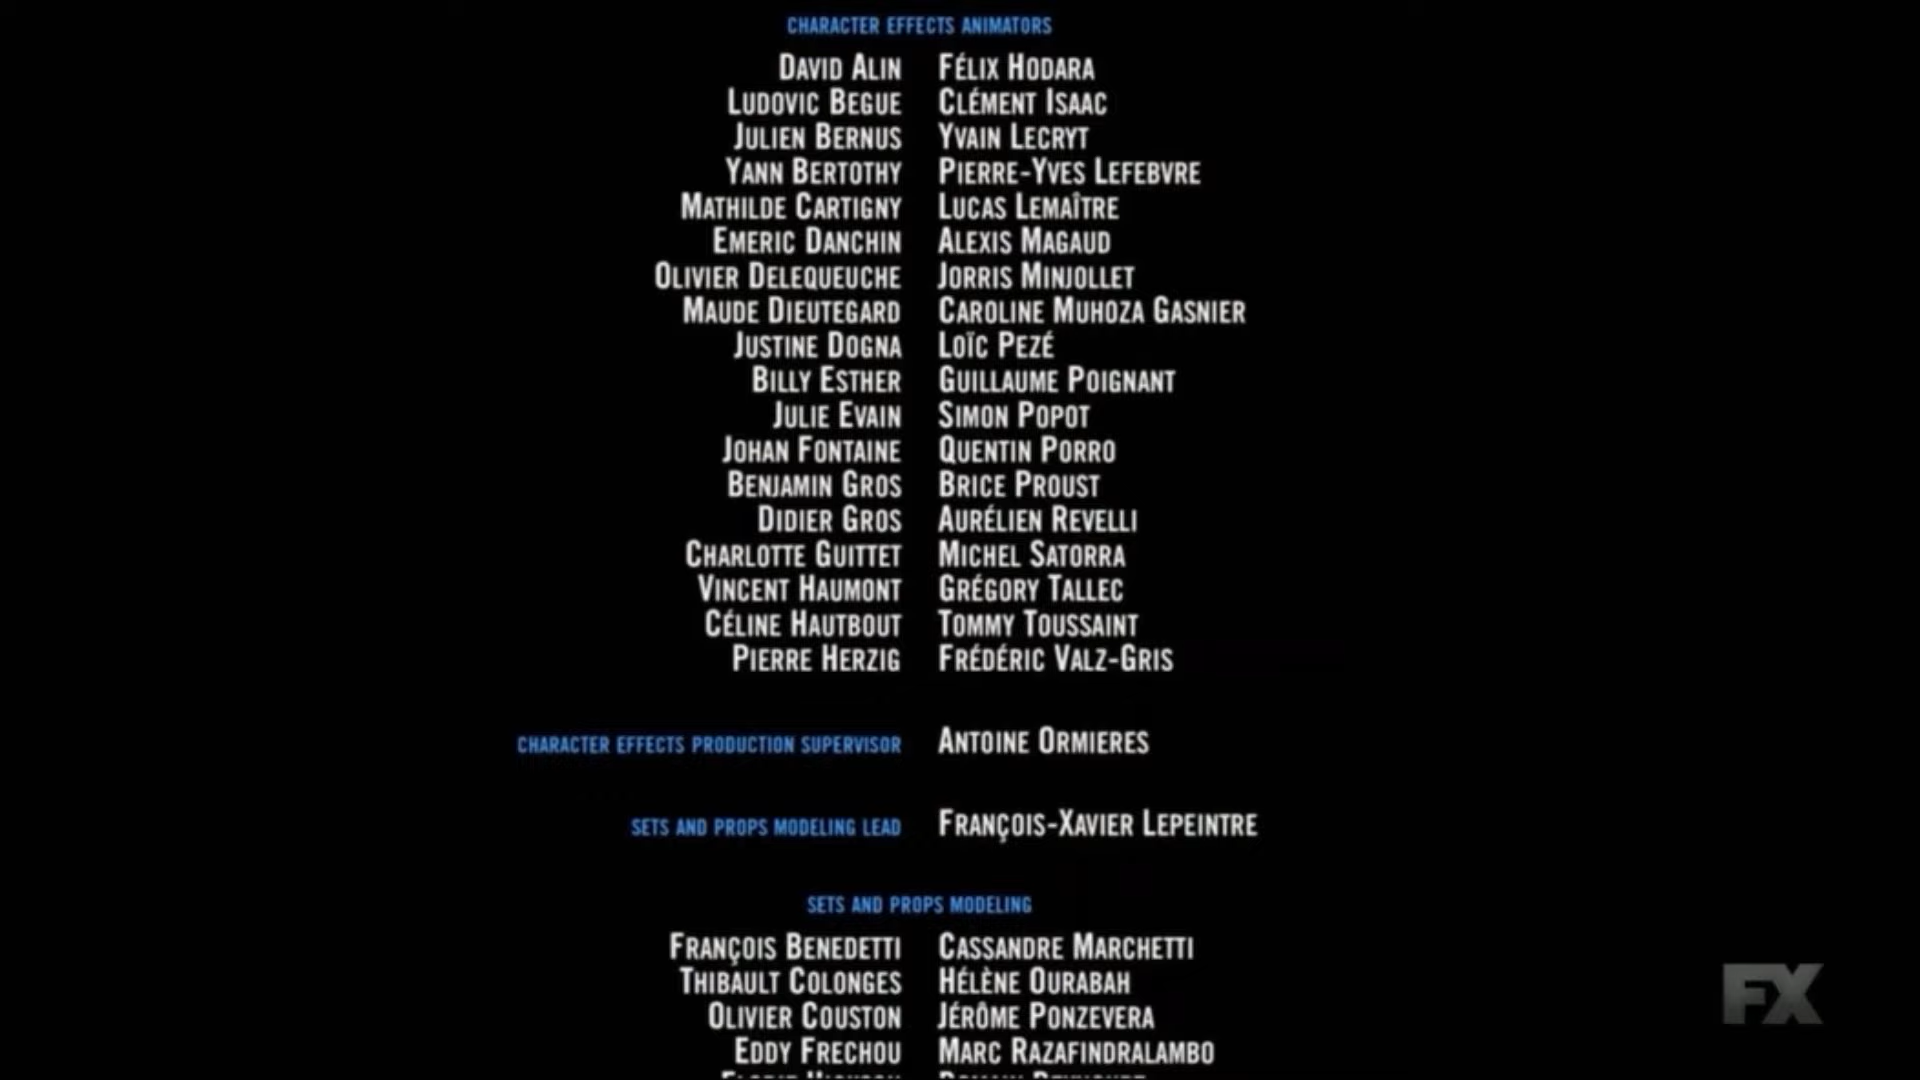 CHARACTER EFFECTS ANIMATORS
DAVID ALIN FÉLIX HODARA
LUDOVIC BEGUE CLÉMENT ISAAC
JULIEN BERNUS YVAIN LECRYT
YANN BERTOTHY PIERRE-YVES LEFEBVRE
MATHILDE CARTIGNY LUCAS LEMAÎTRE
EMERIC DANCHIN ALEXIS MAGAUD
OLIVIER DELEQUEUCHE JORRIS MINJOLLET
MAUDE DIEUTEGARD CAROLINE MUHOZA GASNIER
JUSTINE DOGNA LOÏC PEZÉ
BILLY ESTHER GUILLAUME POIGNANT
JULIE EVAIN SIMON POPOT
JOHAN FONTAINE QUENTIN PORRO
BENJAMIN GROS BRICE PROUST
DIDIER GROS AURÉLIEN REVELLI
CHARLOTTE GUITTET MICHEL SATORRA
VINCENT HAUMONT GRÉGORY TALLEC
CÉLINE HAUTBOUT TOMMY TOUSSAINT
PIERRE HERZIG FRÉDÉRIC VALZ-GRIS
CHARACTER EFFECTS PRODUCTION SUPERVISOR ANTOINE ORMIERES
SETS AND PROPS MODELING LEAD FRANÇOIS-XAVIER LEPEINTRE
SETS AND PROPS MODELING
FRANÇOIS BENEDETTI CASSANDRE MARCHETTI
THIBAULT COLONGES HÉLÈNE OURABAH
OLIVIER COUSTON JÉRÔME PONZEVERA
EDDY FRECHOU MARC RAZAFINDRALAMBO
FX